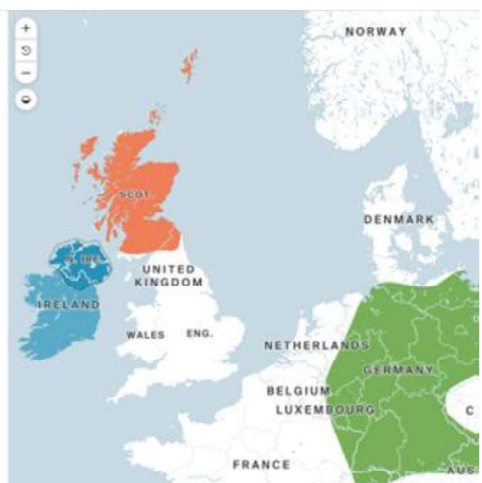 +
−
NORWAY
SCOT.
DENMARK
N. IRE.
UNITED
KINGDOM
IRELAND
WALES
ENG.
NETHERLANDS
GERMANY
BELGIUM
LUXEMBOURG
C
FRANCE
AUS